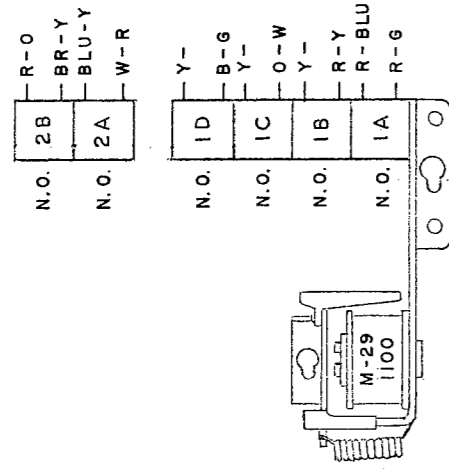 R-O
BR-Y
BLU-Y
W-R
Y-
B-G
Y-
O-W
Y-
R-Y
R-BLU
R-G
2B
2A
1D
1C
1B
1A
N.O.
N.O.
N.O.
N.O.
N.O.
N.O.
M-29
1100